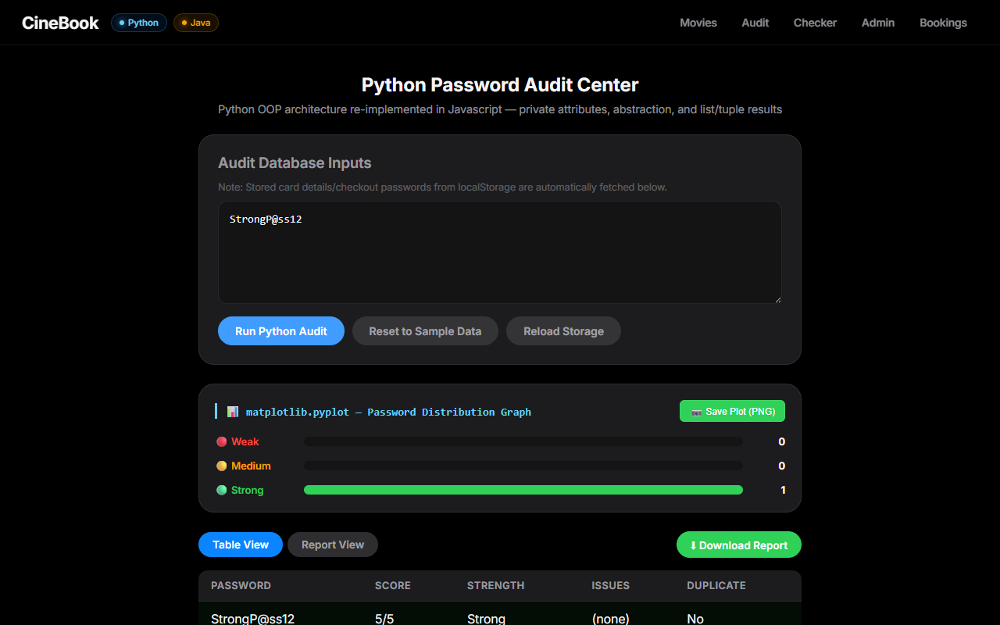 CineBook Python Java Movies Audit Checker Admin Bookings
Python Password Audit Center
Python OOP architecture re-implemented in Javascript — private attributes, abstraction, and list/tuple results
Audit Database Inputs
Note: Stored card details/checkout passwords from localStorage are automatically fetched below.
StrongP@ss12
Run Python Audit Reset to Sample Data Reload Storage
matplotlib.pyplot — Password Distribution Graph Save Plot (PNG)
Weak 0
Medium 0
Strong 1
Table View Report View Download Report
PASSWORD SCORE STRENGTH ISSUES DUPLICATE
StrongP@ss12 5/5 Strong (none) No